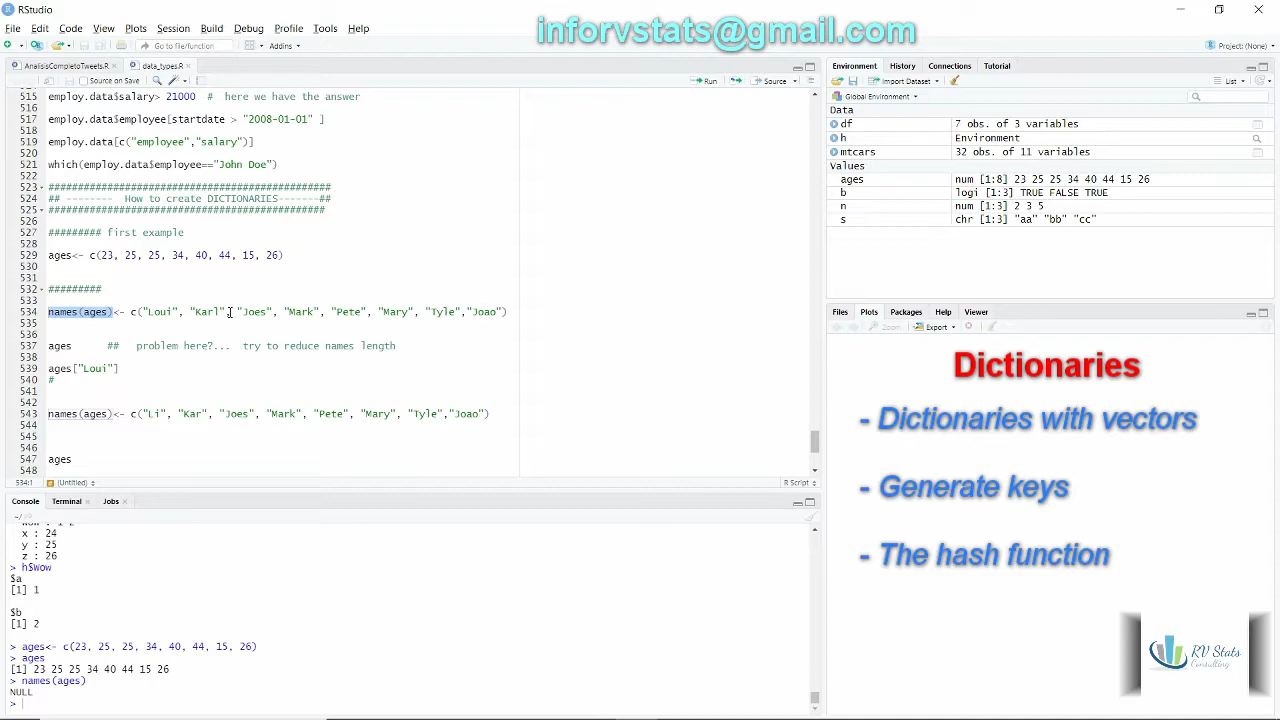 RStudio
inforvstats@gmail.com
File Edit Code View Plots Session Build Debug Profile Tools Help
Go to file/function Addins Project: (None)
AnalisisCompletoTweets.R data_types.R
Save Run Source
515 employ.data salary> 21000 # here we have the answer
516
517 employ.data employee[startdate > "2008-01-01" ]
518
519 employ.data[ c("employee","salary")]
520
521 which(employ.data employee=="John Doe")
522
523 ################################################
524 ## -------- How to create DICTIONARIES-------##
525 ###############################################
526
527 ######### first example
528
529 ages<- c(23, 25, 25, 34, 40, 44, 15, 26)
530
531
532 #########
533
534 names(ages)<- c("Loui", "Karl", "Joes", "Mark", "Pete", "Mary", "Tyle","Joao")
535
536
537 ages ## problem here?... try to reduce names length
538
539 ages["Loui"]
540 #
541
542
543 names(ages)<- c("Li", "Kar", "Joes", "Mark", "Pete", "Mary", "Tyle","Joao")
544
545
546
547 ages
548
534:1 (Untitled) R Script
Console Terminal Jobs
~/
x : 24
y : 25
z : 26
> h$Wow
$a
[1] 1
$b
[1] 2
> ages<- c(23, 25, 25, 34, 40, 44, 15, 26)
> ages
[1] 23 25 25 34 40 44 15 26
> names(ages)
NULL
>
Environment History Connections Tutorial
Import Dataset List
Global Environment
Data
df 7 obs. of 3 variables
h Environment
mtcars 32 obs. of 11 variables
Values
ages num [1:8] 23 25 25 34 40 44 15 26
b logi [1:3] TRUE FALSE TRUE
n num [1:3] 2 3 5
s chr [1:3] "aa" "bb" "cc"
Files Plots Packages Help Viewer
Zoom Export
Dictionaries
- Dictionaries with vectors
- Generate keys
- The hash function
RV Stats
Consulting